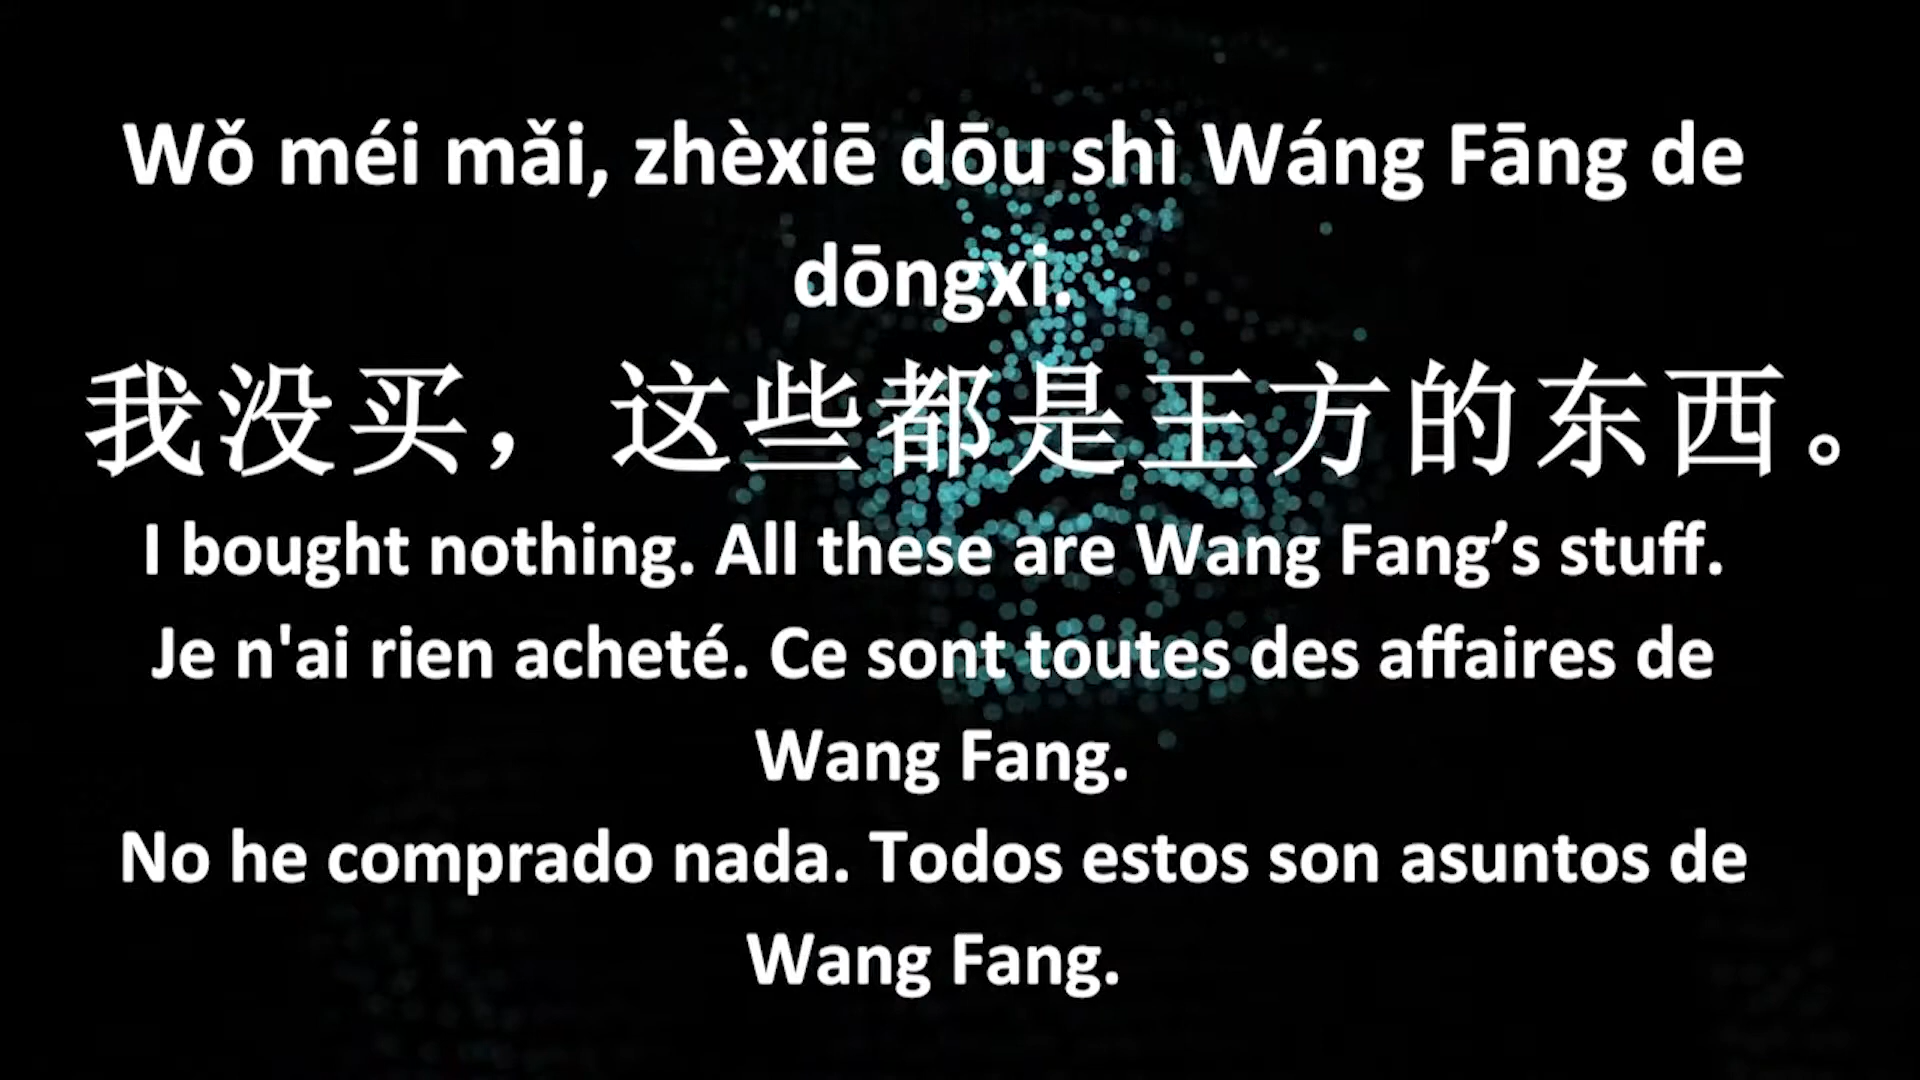 Wǒ méi mǎi, zhèxiē dōu shì Wáng Fāng de
dōngxi.
我没买，这些都是王方的东西。
I bought nothing. All these are Wang Fang’s stuff.
Je n'ai rien acheté. Ce sont toutes des affaires de
Wang Fang.
No he comprado nada. Todos estos son asuntos de
Wang Fang.